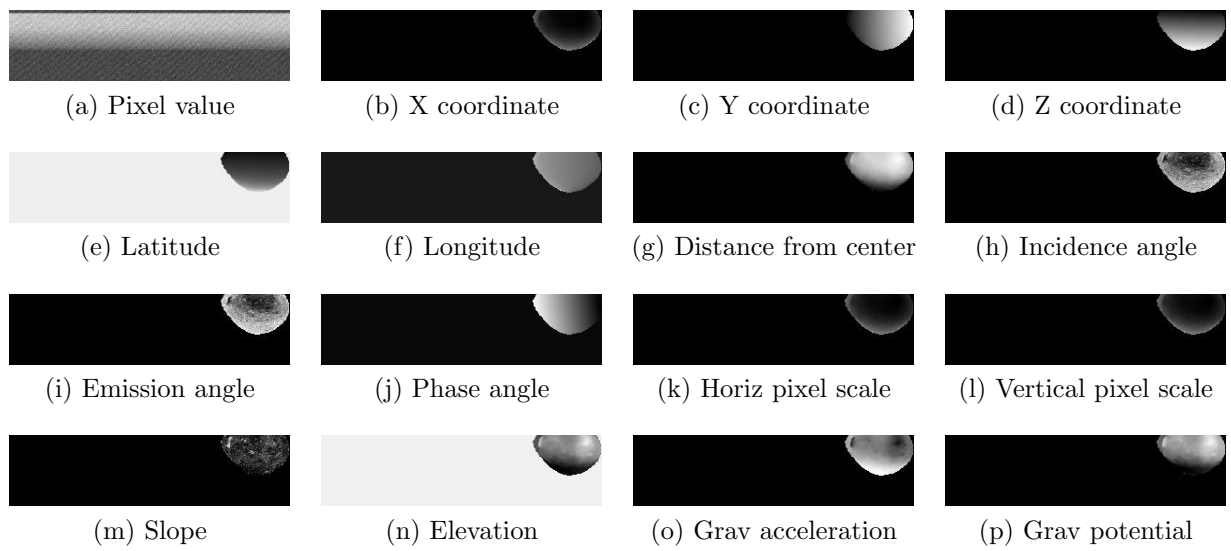 (a) Pixel value
(b) X coordinate
(c) Y coordinate
(d) Z coordinate
(e) Latitude
(f) Longitude
(g) Distance from center
(h) Incidence angle
(i) Emission angle
(j) Phase angle
(k) Horiz pixel scale
(l) Vertical pixel scale
(m) Slope
(n) Elevation
(o) Grav acceleration
(p) Grav potential